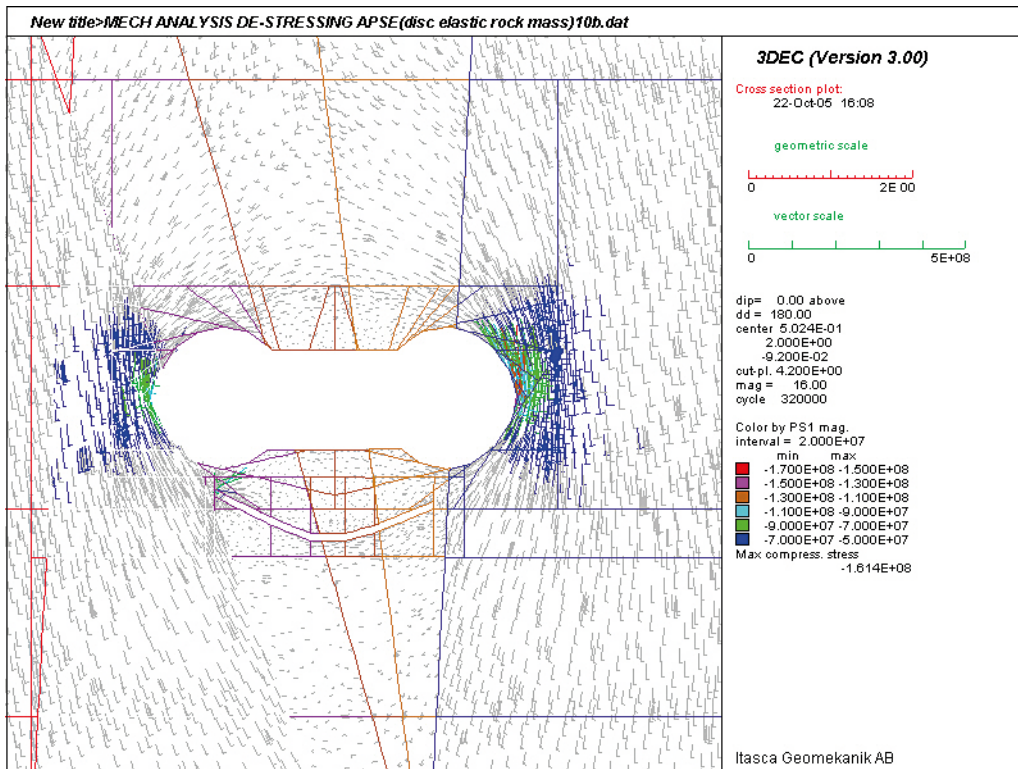 New title>MECH ANALYSIS DE-STRESSING APSE(disc elastic rock mass)10b.dat
3DEC (Version 3.00)
Cross section plot:
22-Oct-05 16:08
geometric scale
0 2E 00
vector scale
0 5E+08
dip= 0.00 above
dd = 180.00
center 5.024E-01
2.000E+00
-9.200E-02
cut-pl. 4.200E+00
mag = 16.00
cycle 320000
Color by PS1 mag.
interval = 2.000E+07
min max
-1.700E+08 -1.500E+08
-1.500E+08 -1.300E+08
-1.300E+08 -1.100E+08
-1.100E+08 -9.000E+07
-9.000E+07 -7.000E+07
-7.000E+07 -5.000E+07
Max compress. stress
-1.614E+08
Itasca Geomekanik AB